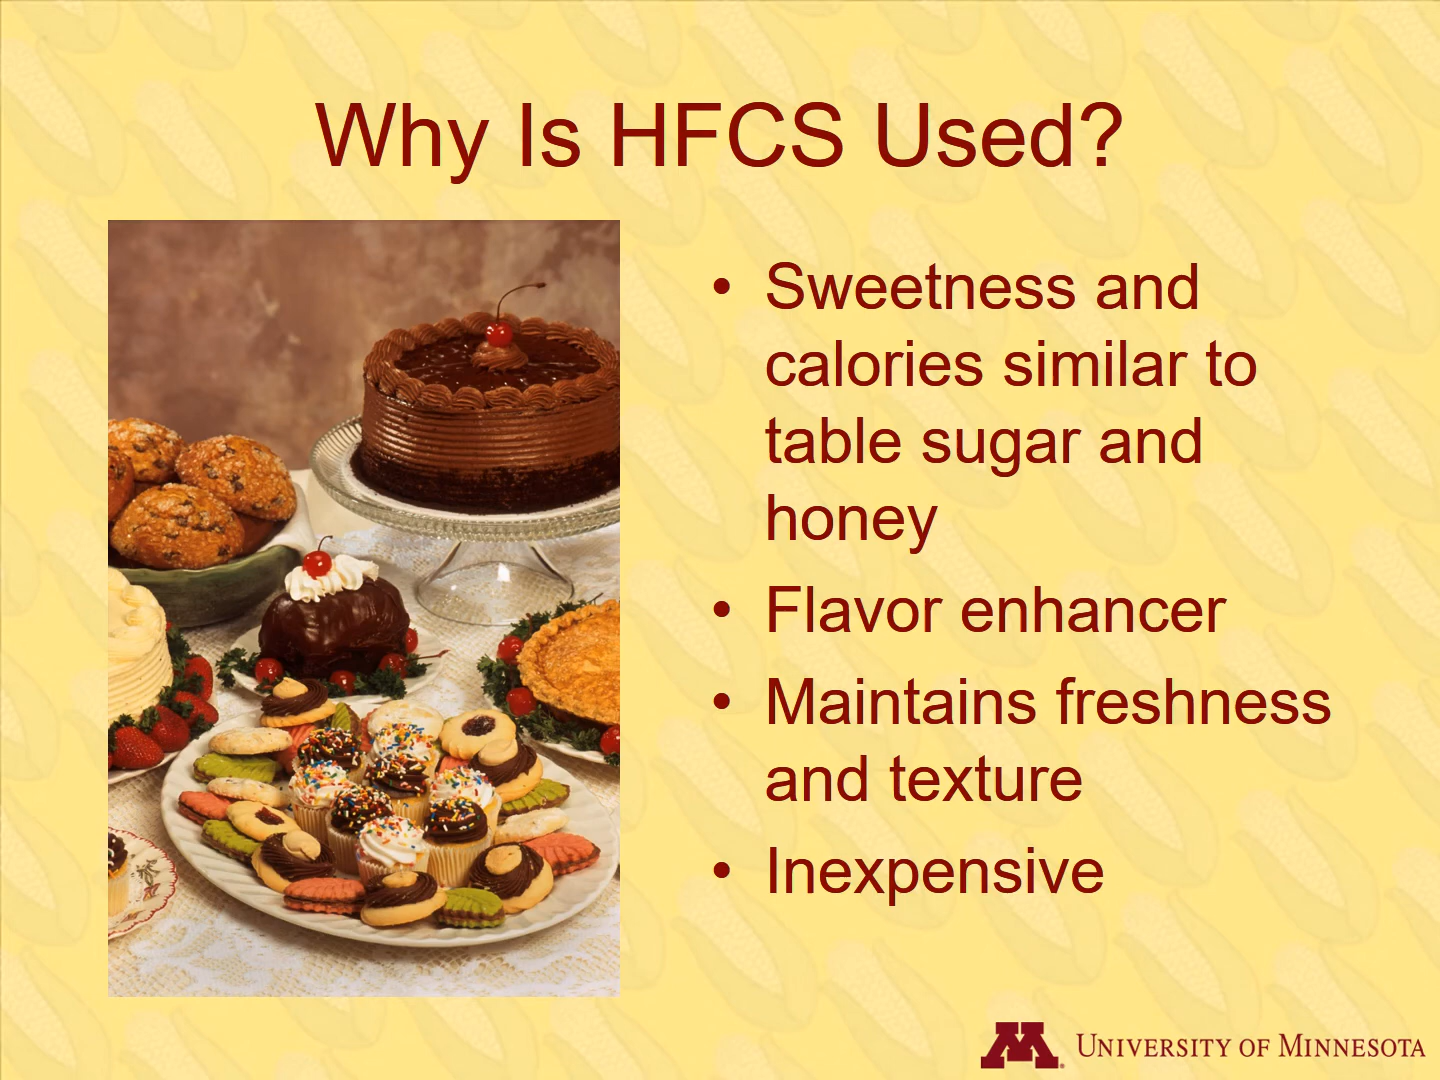 Why Is HFCS Used?
• Sweetness and
calories similar to
table sugar and
honey
• Flavor enhancer
• Maintains freshness
and texture
• Inexpensive
M
UNIVERSITY OF MINNESOTA